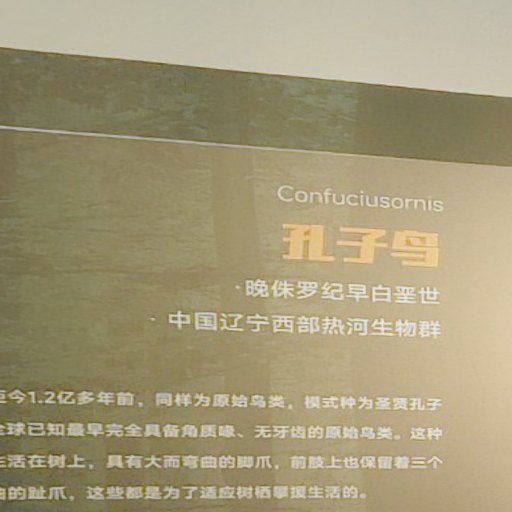 Confuciusornis
孔子鸟
·晚侏罗纪早白垩世
· 中国辽宁西部热河生物群
距今1.2亿多年前，同样为原始鸟类，模式种为圣贤孔子
全球已知最早完全具备角质喙、无牙齿的原始鸟类。这种
生活在树上，具有大而弯曲的脚爪，前肢上也保留着三个
曲的趾爪，这些都是为了适应树栖攀援生活的。